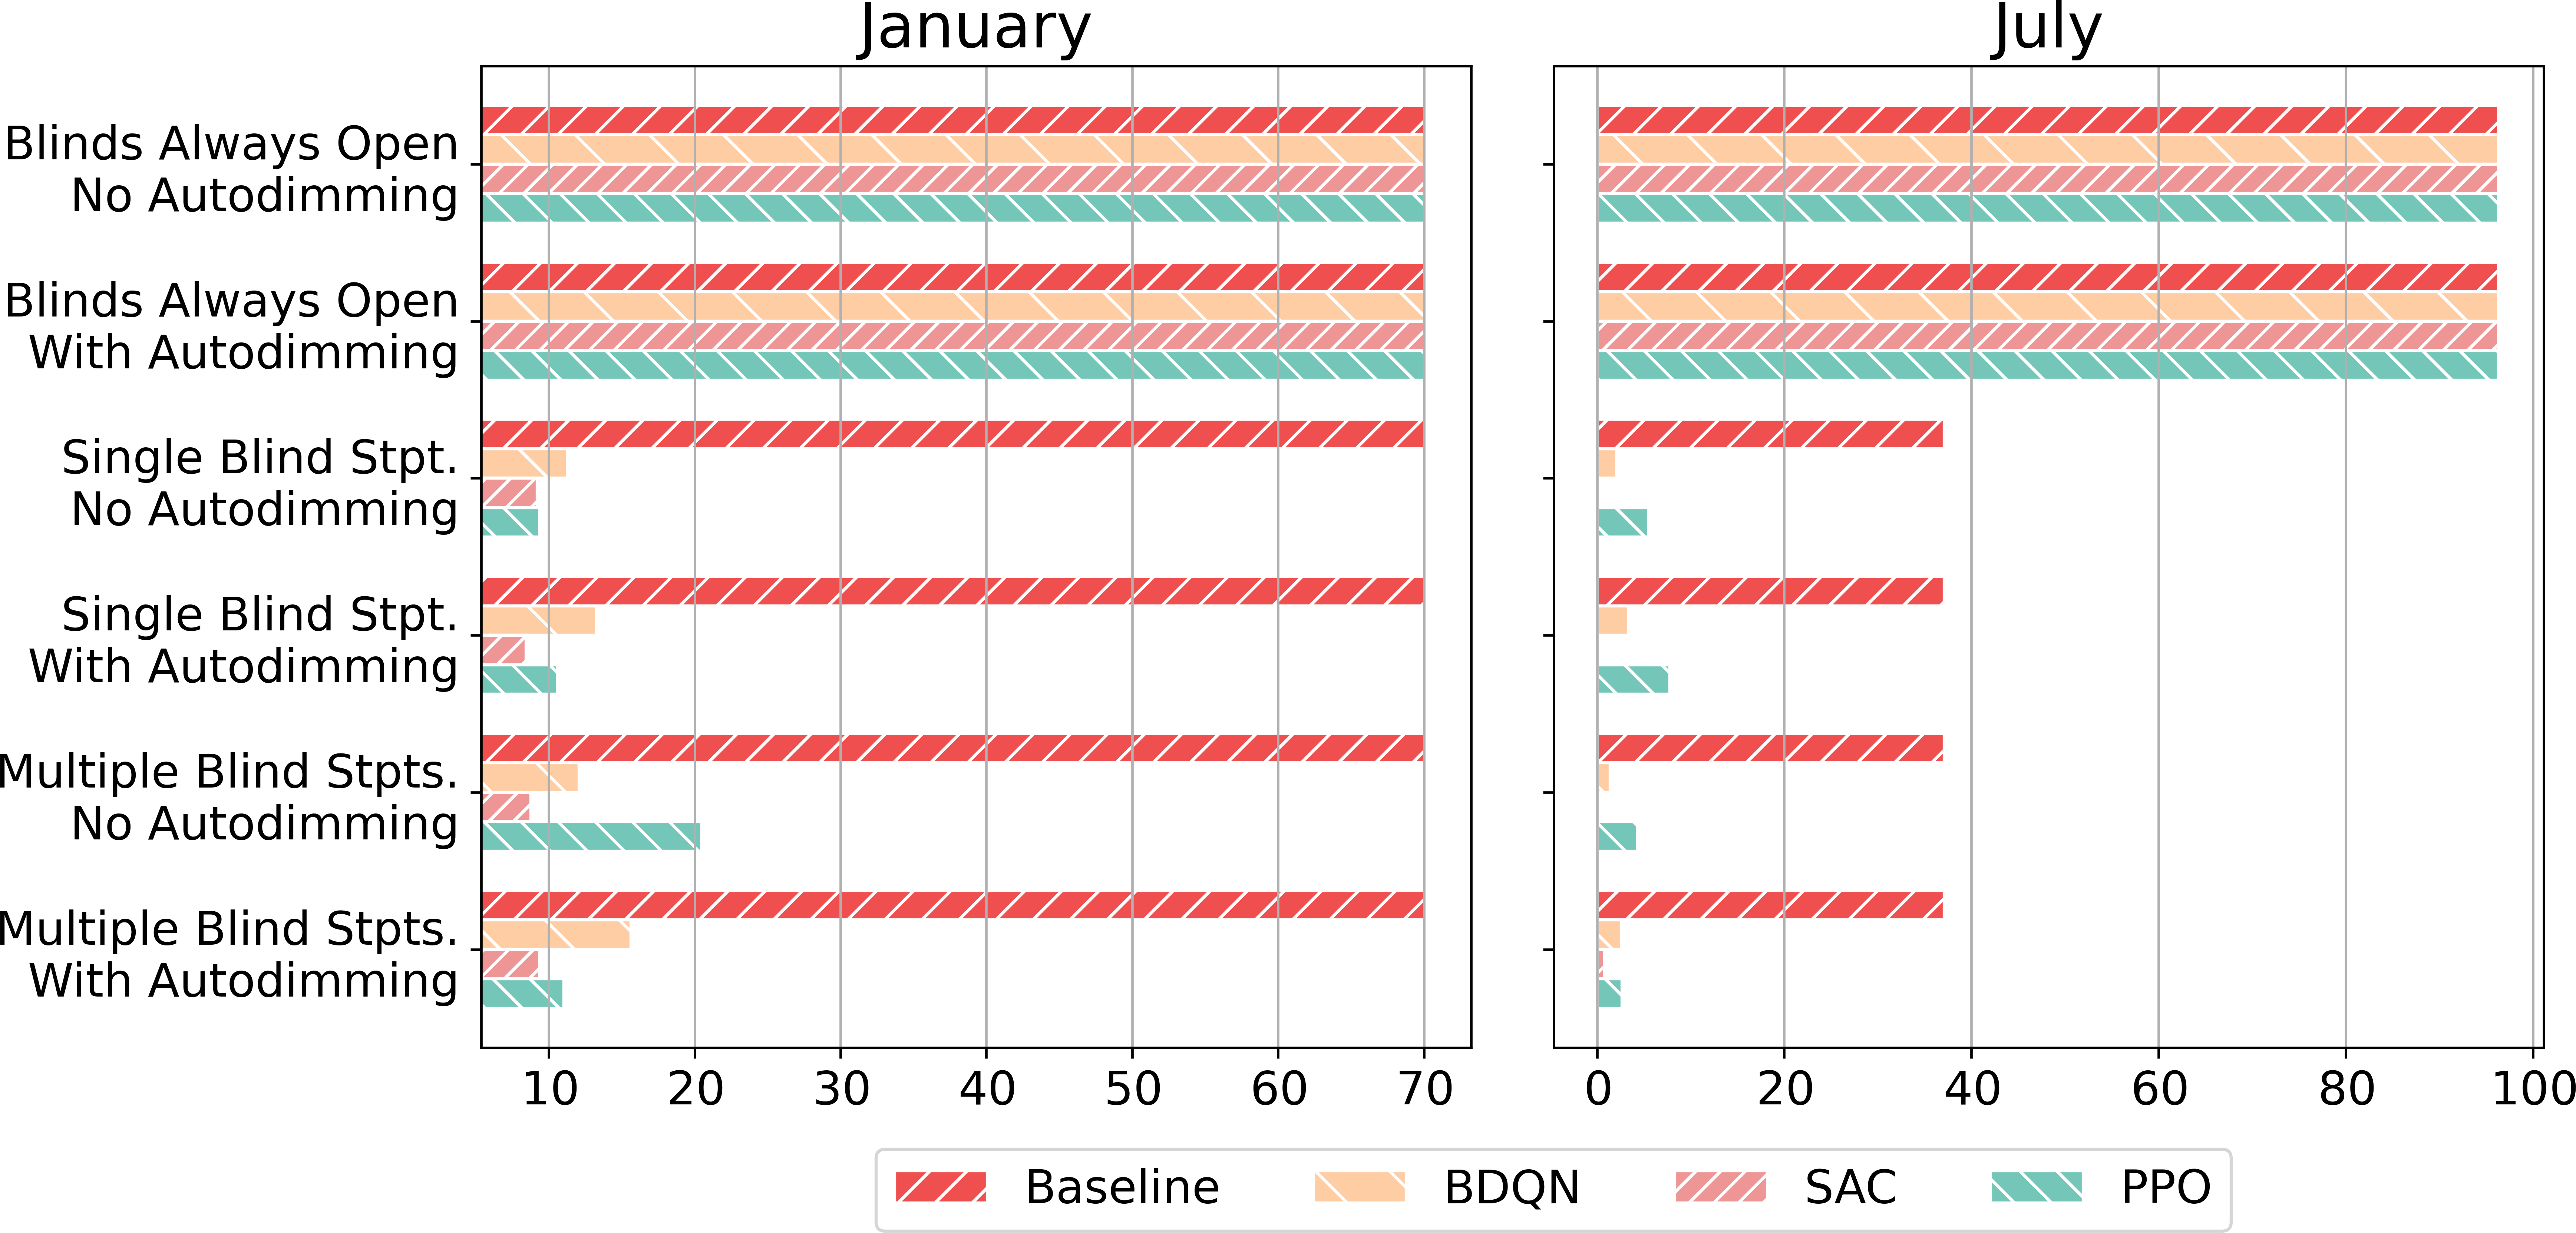 January
July
Blinds Always Open
No Autodimming
Blinds Always Open
With Autodimming
Single Blind Stpt.
No Autodimming
Single Blind Stpt.
With Autodimming
Multiple Blind Stpts.
No Autodimming
Multiple Blind Stpts.
With Autodimming
10 20 30 40 50 60 70
0 20 40 60 80 100
Baseline BDQN SAC PPO